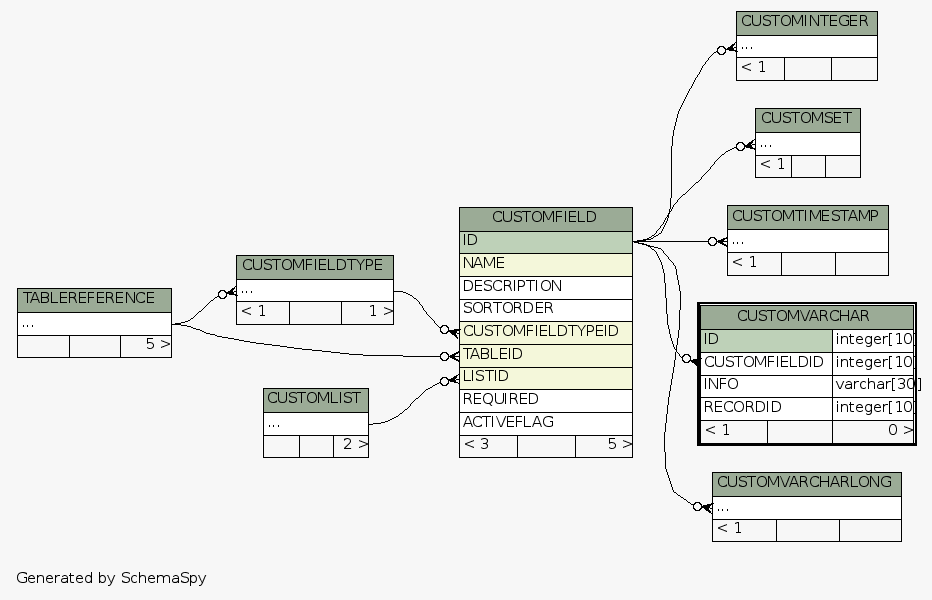 CUSTOMINTEGER
...
< 1
CUSTOMSET
...
< 1
CUSTOMFIELD
ID
NAME
DESCRIPTION
SORTORDER
CUSTOMFIELDTYPEID
TABLEID
LISTID
REQUIRED
ACTIVEFLAG
< 3 5 >
CUSTOMTIMESTAMP
...
< 1
CUSTOMFIELDTYPE
...
< 1 1 >
TABLEREFERENCE
...
5 >
CUSTOMVARCHAR
ID integer[10]
CUSTOMFIELDID integer[10]
INFO varchar[30]
RECORDID integer[10]
< 1 0 >
CUSTOMLIST
...
2 >
CUSTOMVARCHARLONG
...
< 1
Generated by SchemaSpy